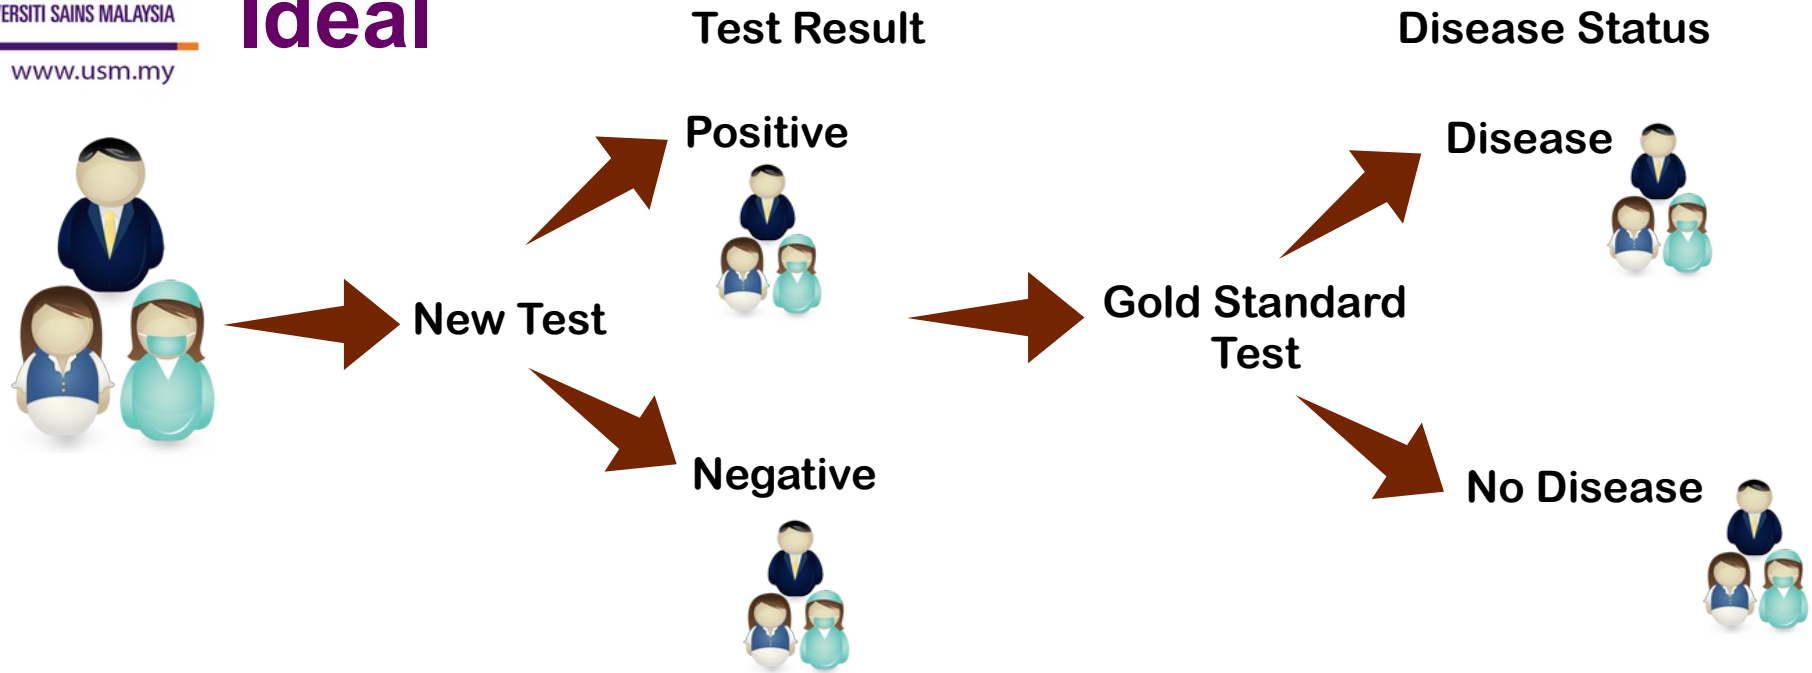 SAINS MALAYSIA
www.usm.my
Ideal
Test Result
Disease Status
Positive
Disease
New Test
Gold Standard
Test
Negative
No Disease